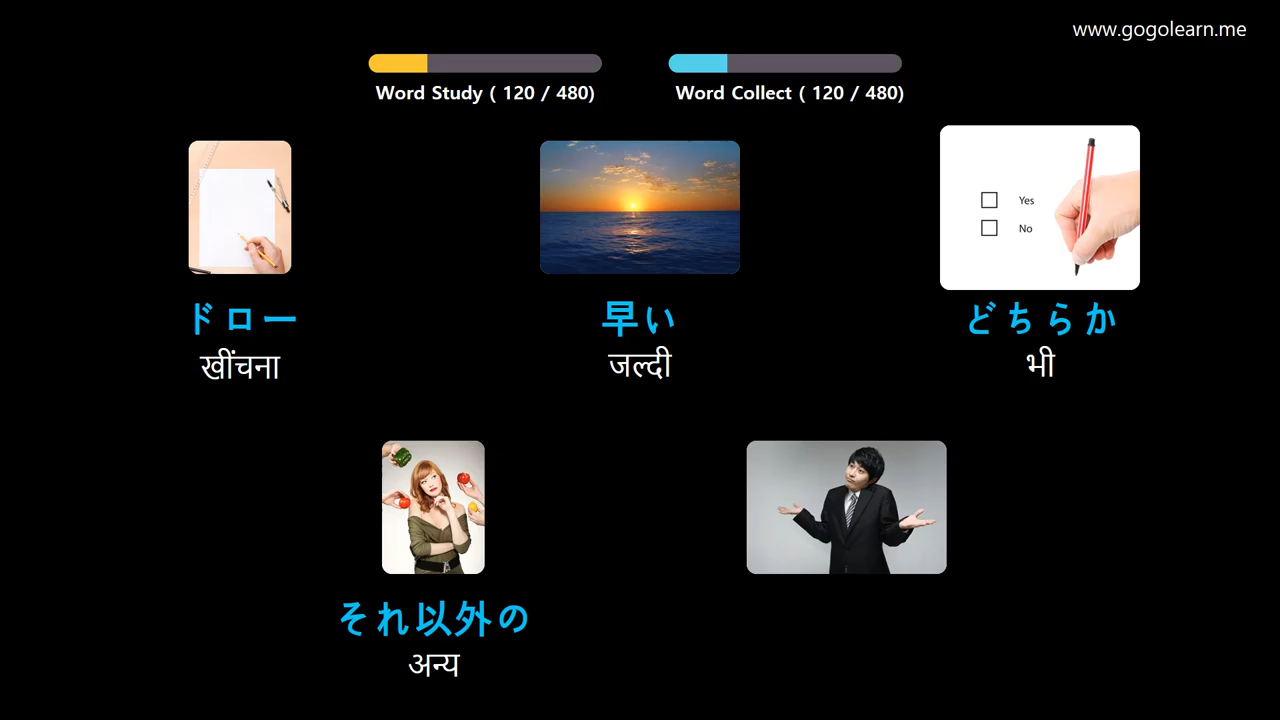 www.gogolearn.me
Word Study ( 120 / 480)
Word Collect ( 120 / 480)
Yes
No
ドロー
खींचना
早い
जल्दी
どちらか
भी
それ以外の
अन्य